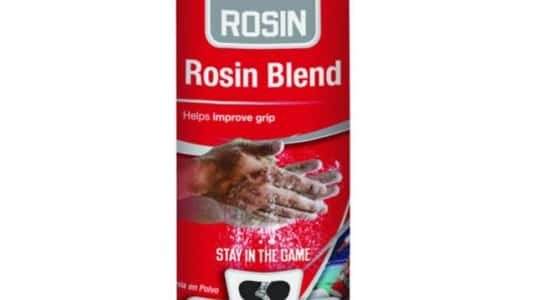 ROSIN
Rosin Blend
Helps improve grip
STAY IN THE GAME
en Polvo